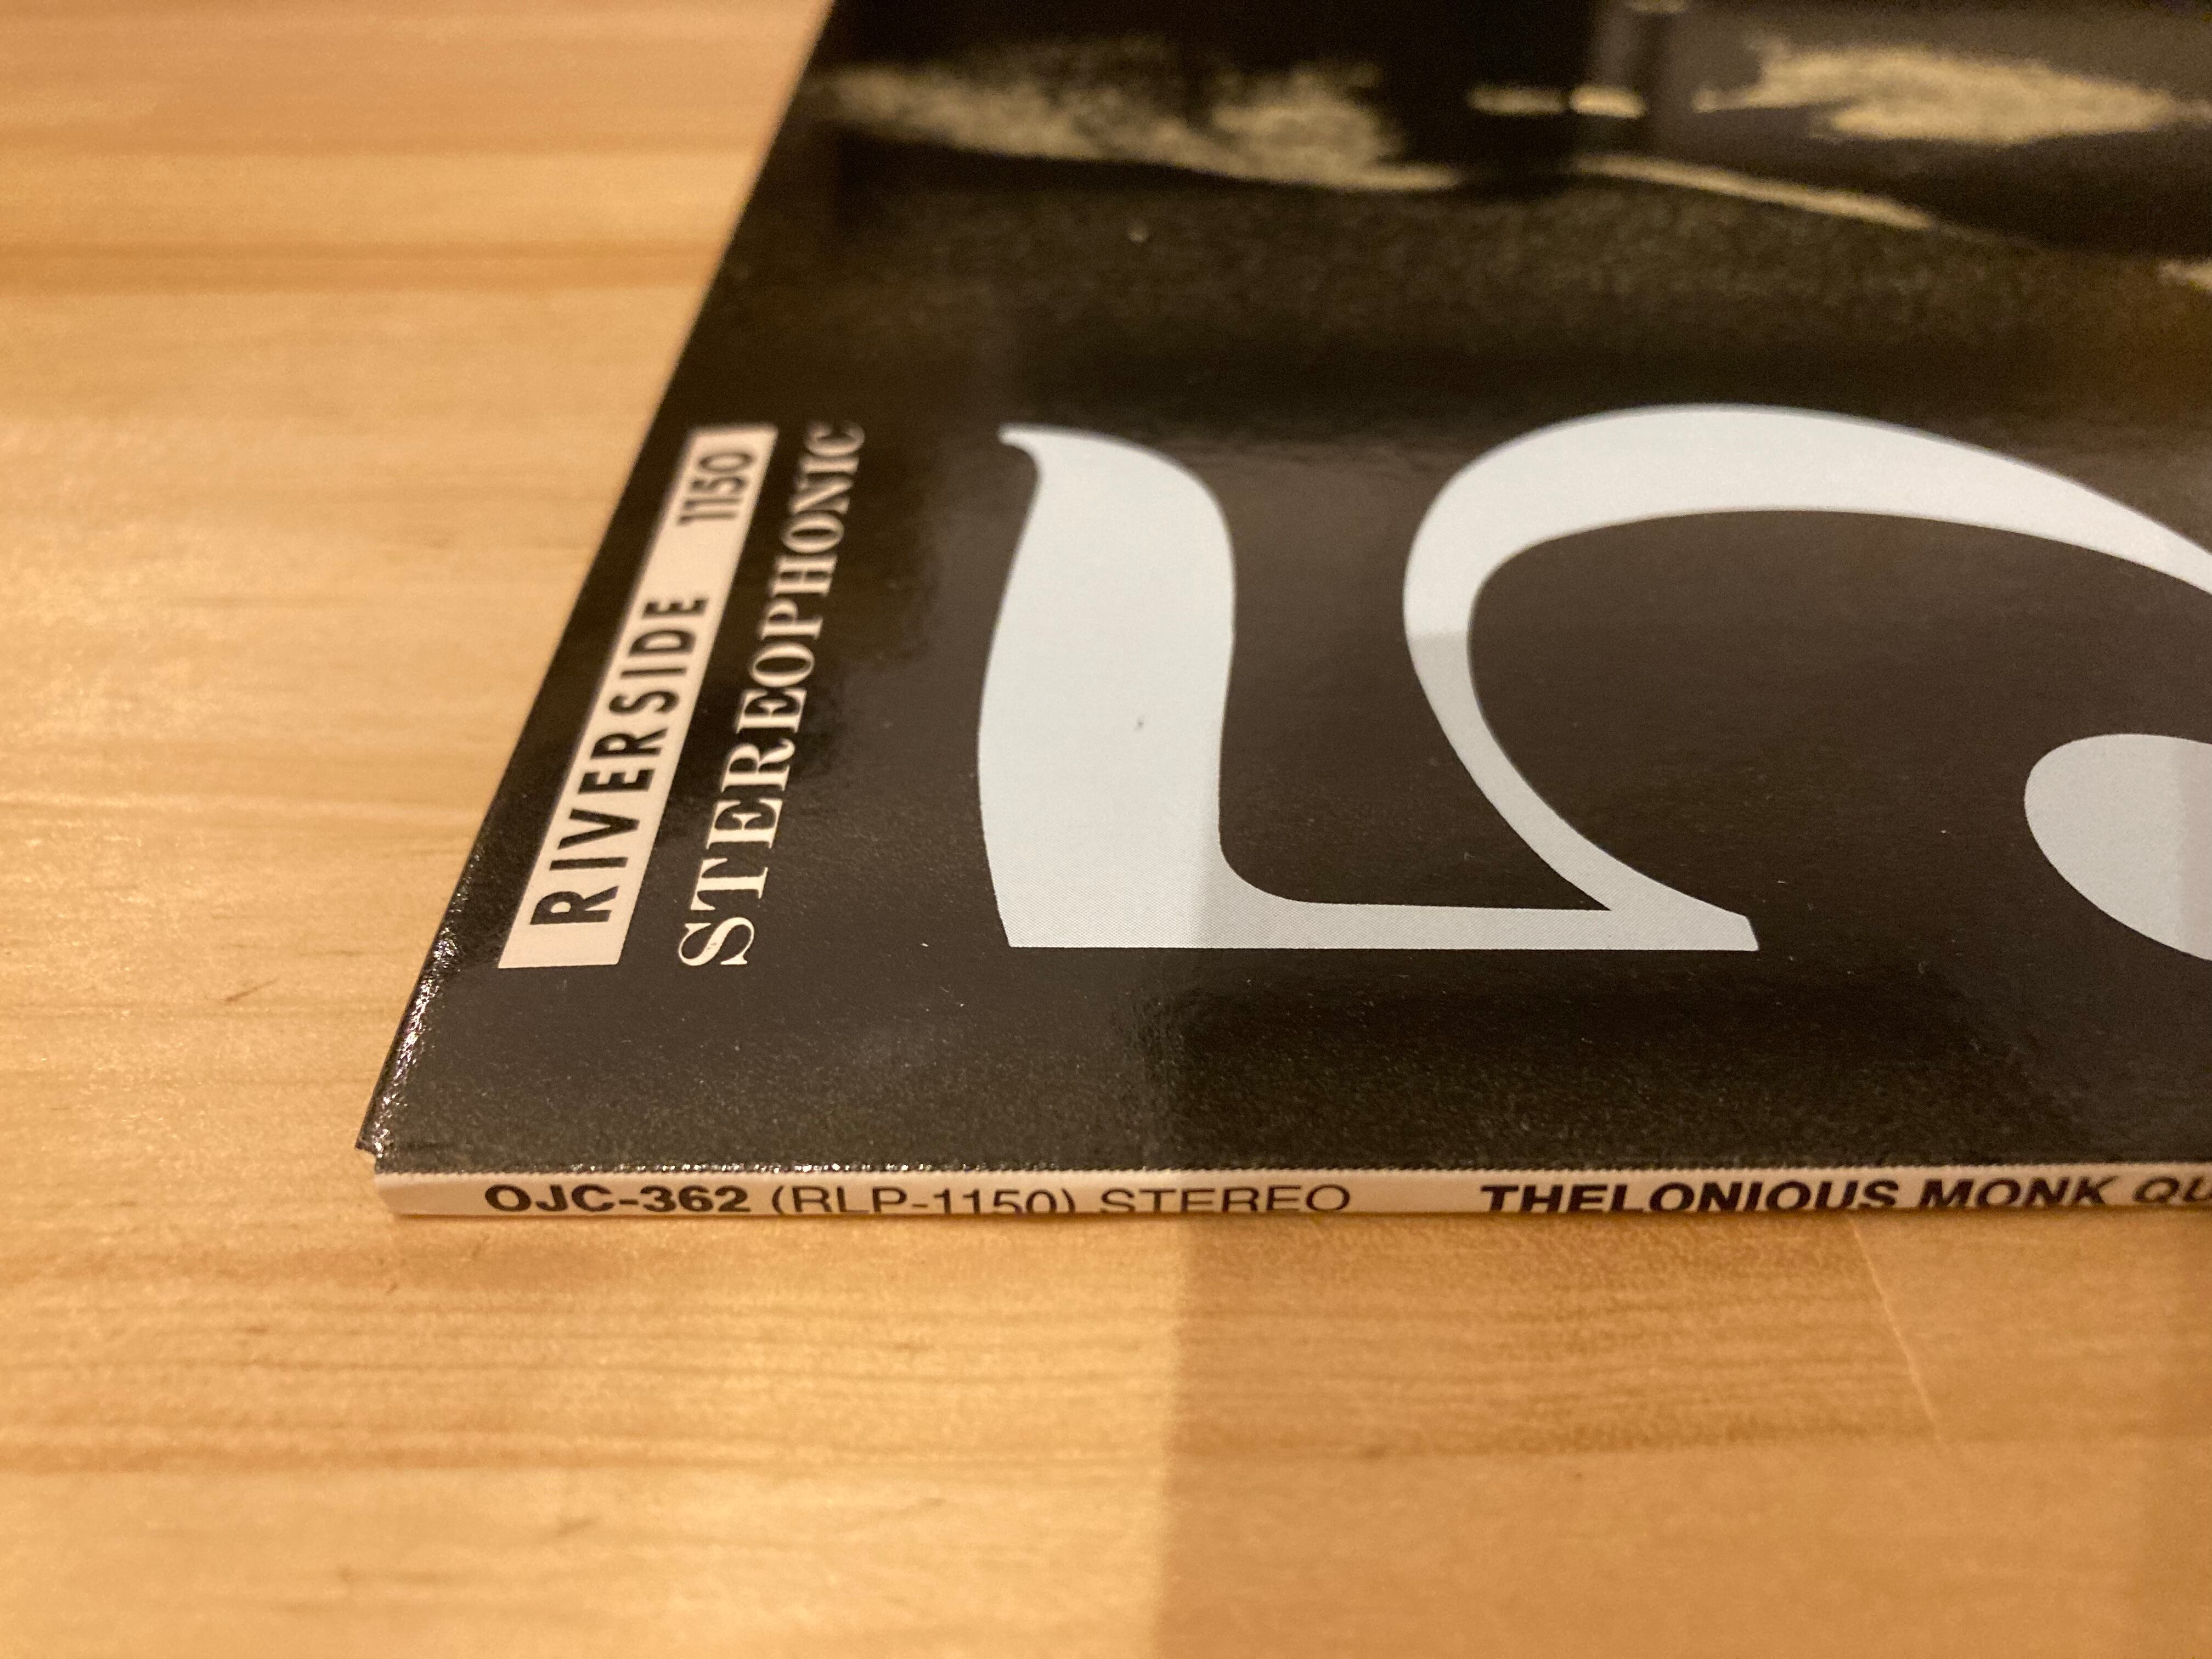 RIVERSIDE 1150
STEREOPHONIC
OJC-362 (RLP-1150) STEREO THELONIOUS MONK